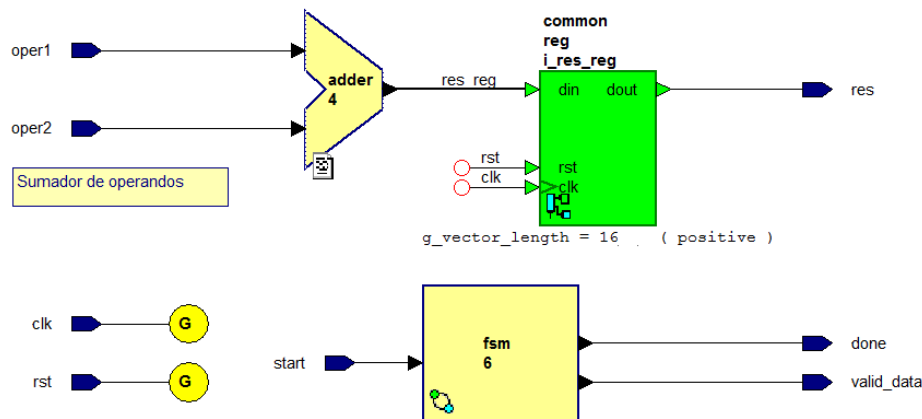 common
reg
i_res_reg
oper1
adder
4
res_reg
din
dout
res
oper2
rst
rst
clk
clk
Sumador de operandos
g_vector_length = 16 ( positive )
clk
G
fsm
6
done
start
rst
G
valid_data